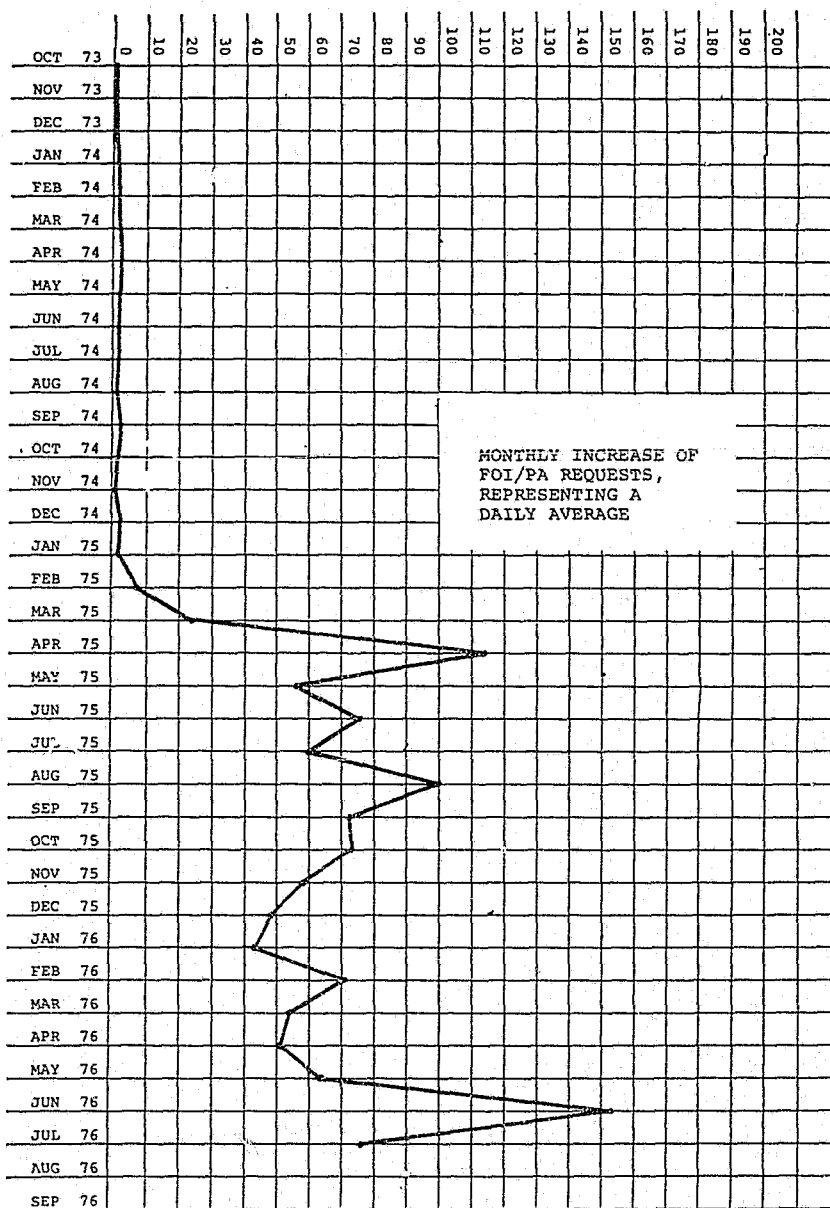 0 10 20 30 40 50 60 70 80 90 100 110 120 130 140 150 160 170 180 190 200
OCT 73
NOV 73
DEC 73
JAN 74
FEB 74
MAR 74
APR 74
MAY 74
JUN 74
JUL 74
AUG 74
SEP 74
OCT 74
NOV 74
DEC 74
JAN 75
FEB 75
MAR 75
APR 75
MAY 75
JUN 75
JUL 75
AUG 75
SEP 75
OCT 75
NOV 75
DEC 75
JAN 76
FEB 76
MAR 76
APR 76
MAY 76
JUN 76
JUL 76
AUG 76
SEP 76
MONTHLY INCREASE OF
FOI/PA REQUESTS,
REPRESENTING A
DAILY AVERAGE